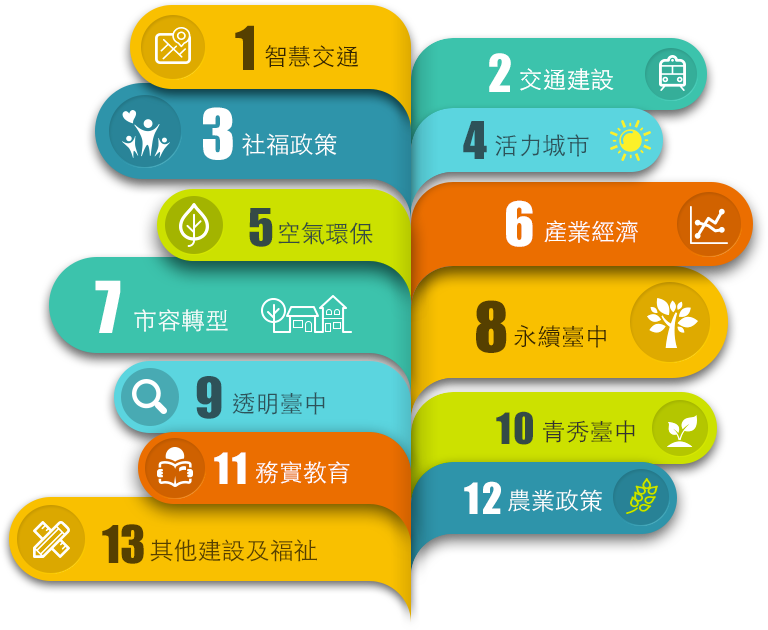 1 智慧交通
2 交通建設
3 社福政策
4 活力城市
5 空氣環保
6 產業經濟
7 市容轉型
8 永續臺中
9 透明臺中
10 青秀臺中
11 務實教育
12 農業政策
13 其他建設及福祉